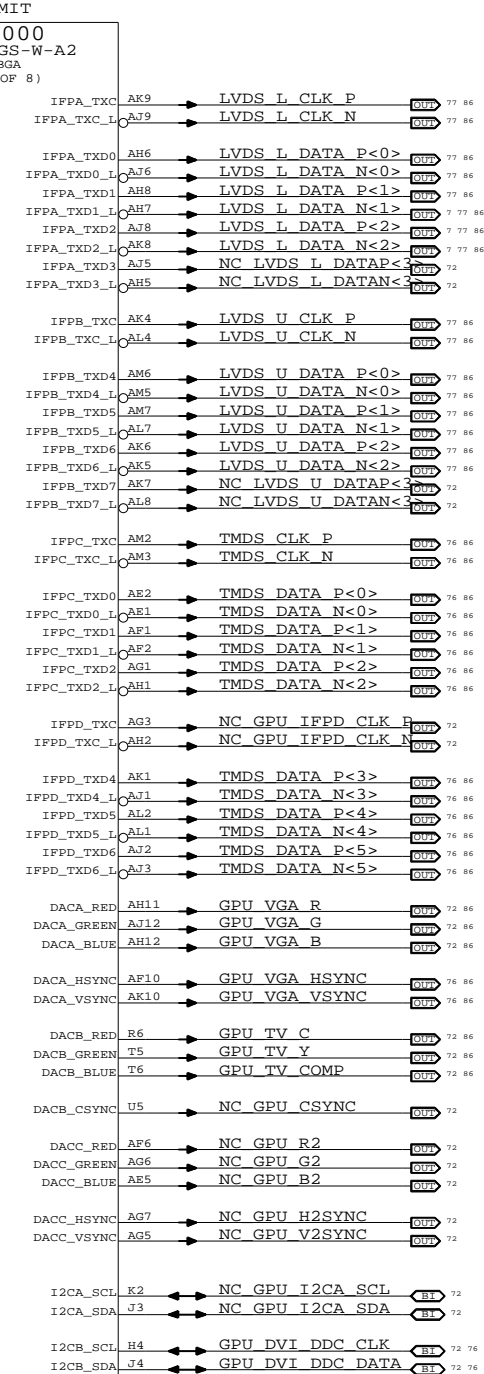 MIT
000
GS-W-A2
BGA
OF 8)
IFPA_TXC AK9 LVDS_L_CLK_P OUT 77 86
IFPA_TXC_L AJ9 LVDS_L_CLK_N OUT 77 86
IFPA_TXD0 AH6 LVDS_L_DATA_P<0> OUT 77 86
IFPA_TXD0_L AJ6 LVDS_L_DATA_N<0> OUT 77 86
IFPA_TXD1 AH8 LVDS_L_DATA_P<1> OUT 77 86
IFPA_TXD1_L AH7 LVDS_L_DATA_N<1> OUT 7 77 86
IFPA_TXD2 AJ8 LVDS_L_DATA_P<2> OUT 7 77 86
IFPA_TXD2_L AK8 LVDS_L_DATA_N<2> OUT 7 77 86
IFPA_TXD3 AJ5 NC_LVDS_L_DATAP<3> OUT 72
IFPA_TXD3_L AH5 NC_LVDS_L_DATAN<3> OUT 72
IFPB_TXC AK4 LVDS_U_CLK_P OUT 77 86
IFPB_TXC_L AL4 LVDS_U_CLK_N OUT 77 86
IFPB_TXD4 AM6 LVDS_U_DATA_P<0> OUT 77 86
IFPB_TXD4_L AM5 LVDS_U_DATA_N<0> OUT 77 86
IFPB_TXD5 AM7 LVDS_U_DATA_P<1> OUT 77 86
IFPB_TXD5_L AL7 LVDS_U_DATA_N<1> OUT 77 86
IFPB_TXD6 AK6 LVDS_U_DATA_P<2> OUT 77 86
IFPB_TXD6_L AK5 LVDS_U_DATA_N<2> OUT 77 86
IFPB_TXD7 AK7 NC_LVDS_U_DATAP<3> OUT 72
IFPB_TXD7_L AL8 NC_LVDS_U_DATAN<3> OUT 72
IFPC_TXC AM2 TMDS_CLK_P OUT 76 86
IFPC_TXC_L AM3 TMDS_CLK_N OUT 76 86
IFPC_TXD0 AE2 TMDS_DATA_P<0> OUT 76 86
IFPC_TXD0_L AE1 TMDS_DATA_N<0> OUT 76 86
IFPC_TXD1 AF1 TMDS_DATA_P<1> OUT 76 86
IFPC_TXD1_L AF2 TMDS_DATA_N<1> OUT 76 86
IFPC_TXD2 AG1 TMDS_DATA_P<2> OUT 76 86
IFPC_TXD2_L AH1 TMDS_DATA_N<2> OUT 76 86
IFPD_TXC AG3 NC_GPU_IFPD_CLK_P OUT 72
IFPD_TXC_L AH2 NC_GPU_IFPD_CLK_N OUT 72
IFPD_TXD4 AK1 TMDS_DATA_P<3> OUT 76 86
IFPD_TXD4_L AJ1 TMDS_DATA_N<3> OUT 76 86
IFPD_TXD5 AL2 TMDS_DATA_P<4> OUT 76 86
IFPD_TXD5_L AL1 TMDS_DATA_N<4> OUT 76 86
IFPD_TXD6 AJ2 TMDS_DATA_P<5> OUT 76 86
IFPD_TXD6_L AJ3 TMDS_DATA_N<5> OUT 76 86
DACA_RED AH11 GPU_VGA_R OUT 72 86
DACA_GREEN AJ12 GPU_VGA_G OUT 72 86
DACA_BLUE AH12 GPU_VGA_B OUT 72 86
DACA_HSYNC AF10 GPU_VGA_HSYNC OUT 76 86
DACA_VSYNC AK10 GPU_VGA_VSYNC OUT 76 86
DACB_RED R6 GPU_TV_C OUT 72 86
DACB_GREEN T5 GPU_TV_Y OUT 72 86
DACB_BLUE T6 GPU_TV_COMP OUT 72 86
DACB_CSYNC U5 NC_GPU_CSYNC OUT 72
DACC_RED AF6 NC_GPU_R2 OUT 72
DACC_GREEN AG6 NC_GPU_G2 OUT 72
DACC_BLUE AE5 NC_GPU_B2 OUT 72
DACC_HSYNC AG7 NC_GPU_H2SYNC OUT 72
DACC_VSYNC AG5 NC_GPU_V2SYNC OUT 72
I2CA_SCL K2 NC_GPU_I2CA_SCL BI 72
I2CA_SDA J3 NC_GPU_I2CA_SDA BI 72
I2CB_SCL H4 GPU_DVI_DDC_CLK BI 72 76
I2CB_SDA J4 GPU_DVI_DDC_DATA BI 72 76